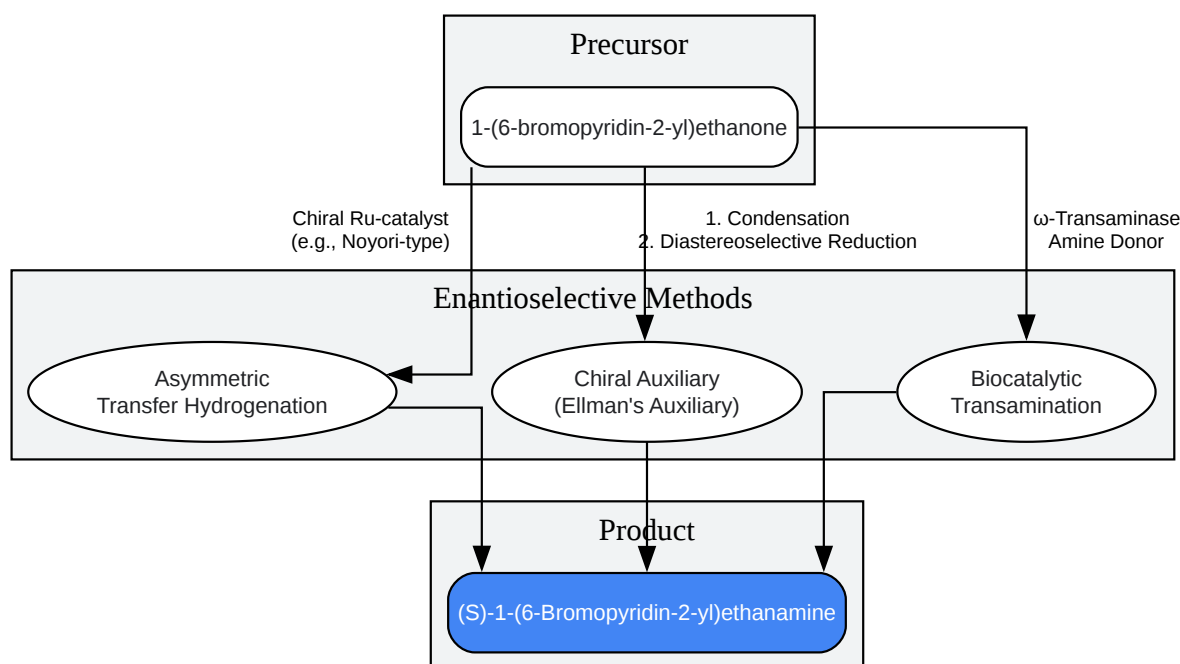 Precursor
1-(6-bromopyridin-2-yl)ethanone
Chiral Ru-catalyst
(e.g., Noyori-type)
1. Condensation
2. Diastereoselective Reduction
ω-Transaminase
Amine Donor
Enantioselective Methods
Asymmetric
Transfer Hydrogenation
Chiral Auxiliary
(Ellman's Auxiliary)
Biocatalytic
Transamination
Product
(S)-1-(6-Bromopyridin-2-yl)ethanamine